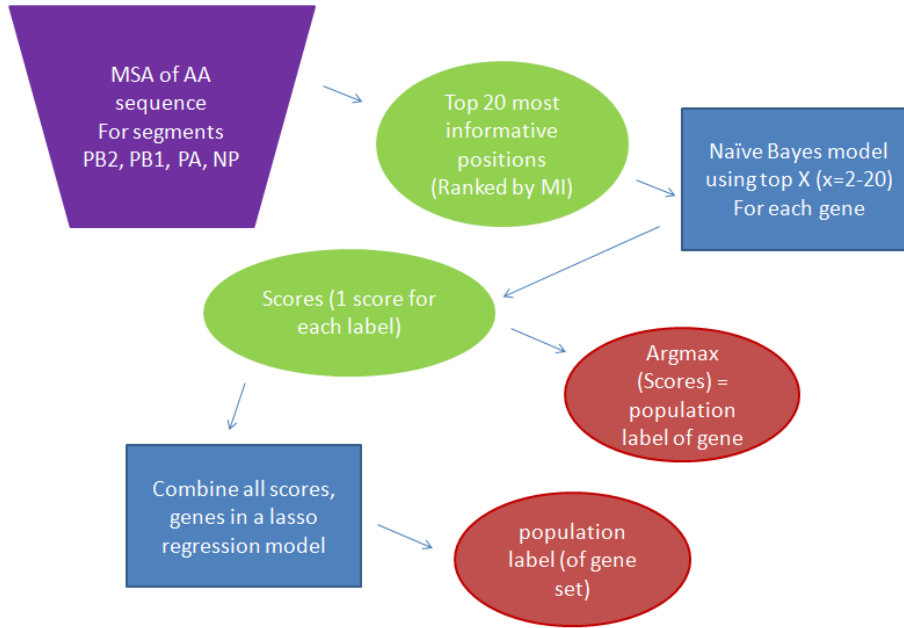 MSA of AA
sequence
For segments
PB2, PB1, PA, NP
Top 20 most
informative
positions
(Ranked by MI)
Naïve Bayes model
using top X (x=2-20)
For each gene
Scores (1 score for
each label)
Argmax
(Scores) =
population
label of gene
Combine all scores,
genes in a lasso
regression model
population
label (of gene
set)